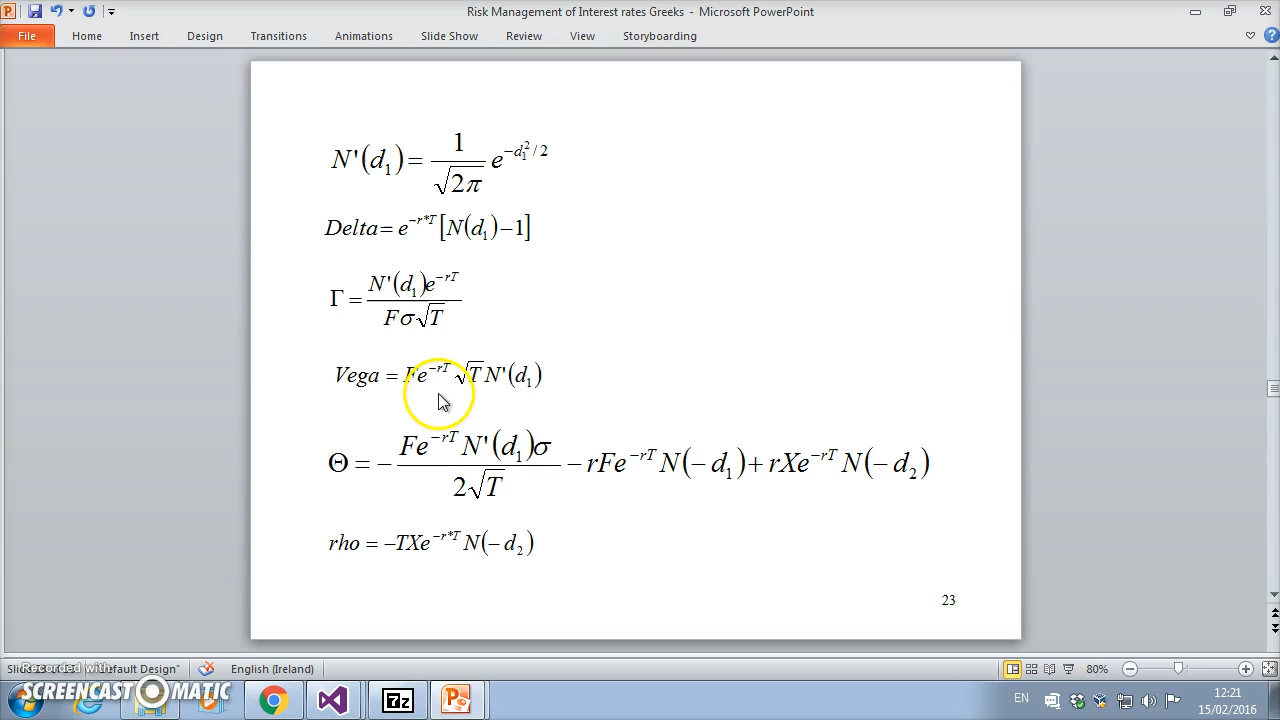 Risk Management of Interest rates Greeks - Microsoft PowerPoint
File Home Insert Design Transitions Animations Slide Show Review View Storyboarding
N'(d₁) = 1/√(2π) e^(−d₁²/2)
Delta= e^(−r*T) [N(d₁)−1]
Γ = N'(d₁)e^(−rT) / Fσ√T
Vega = Fe^(−rT) √T N'(d₁)
Θ = − Fe^(−rT) N'(d₁)σ / 2√T − rFe^(−rT) N(−d₁) + rXe^(−rT) N(−d₂)
rho = −TXe^(−r*T) N(−d₂)
23
English (Ireland) 80%
Recorded with
SCREENCAST MATIC
EN 12:21
15/02/2016